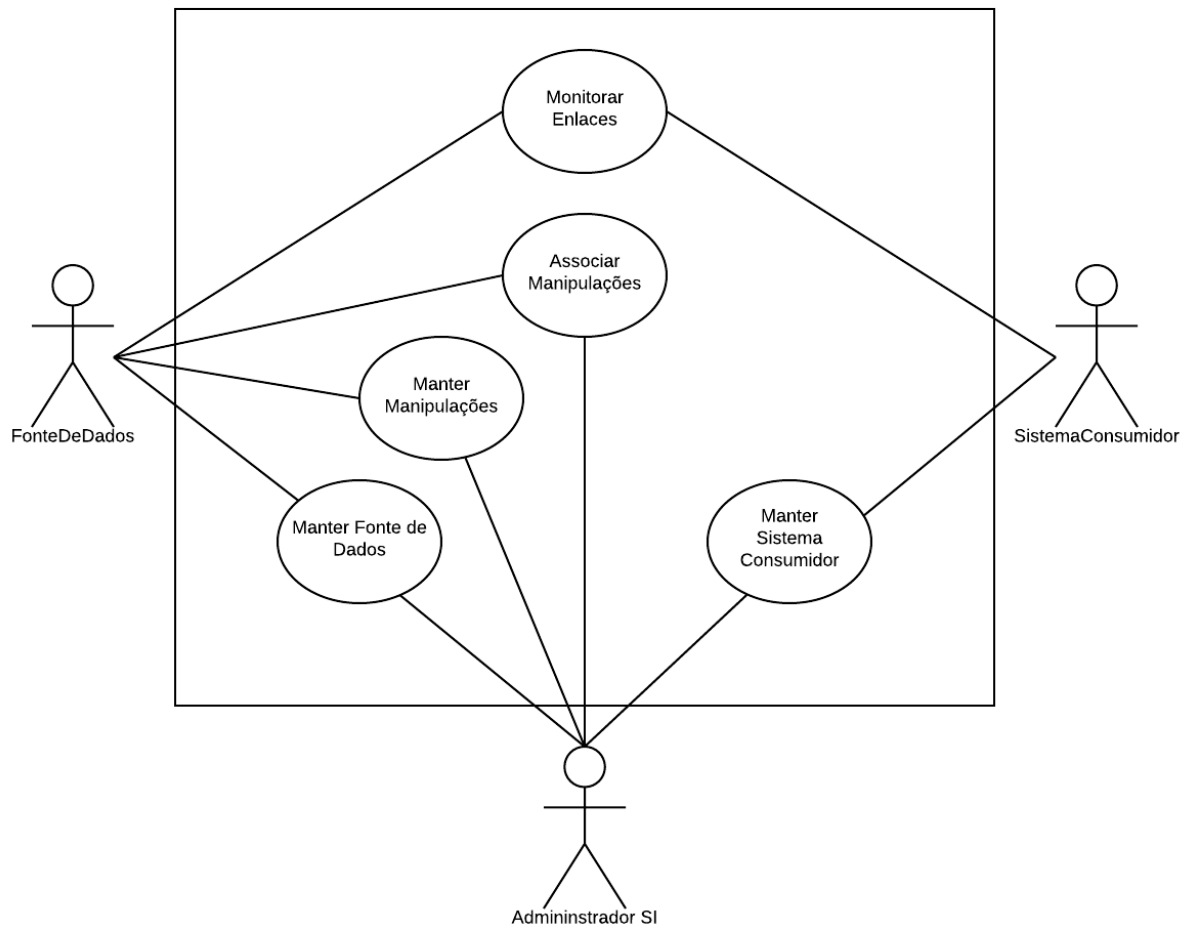 Monitorar
Enlaces
Associar
Manipulações
Manter
Manipulações
FonteDeDados
SistemaConsumidor
Manter Fonte de
Dados
Manter
Sistema
Consumidor
Admininstrador SI